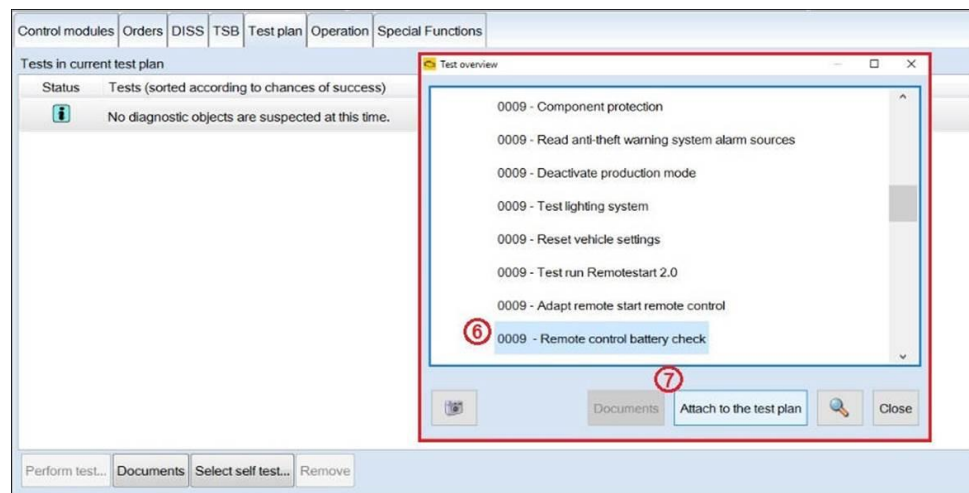 Control modules Orders DISS TSB Test plan Operation Special Functions
Tests in current test plan
Status Tests (sorted according to chances of success)
No diagnostic objects are suspected at this time.
Test overview
0009 - Component protection
0009 - Read anti-theft warning system alarm sources
0009 - Deactivate production mode
0009 - Test lighting system
0009 - Reset vehicle settings
0009 - Test run Remotestart 2.0
0009 - Adapt remote start remote control
6 0009 - Remote control battery check
7
Documents Attach to the test plan Close
Perform test... Documents Select self test... Remove